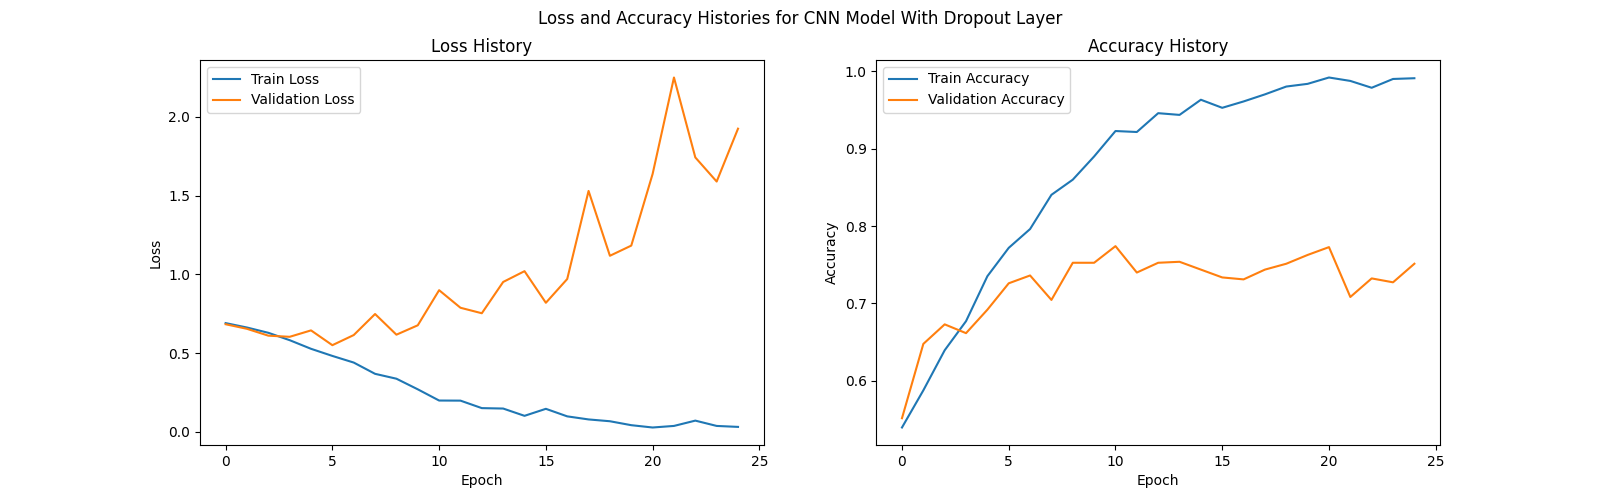 Loss and Accuracy Histories for CNN Model With Dropout Layer
Loss History
Train Loss
Validation Loss
2.0
1.5
1.0
0.5
0.0
Loss
0
5
10
15
20
25
Epoch
Accuracy History
Train Accuracy
Validation Accuracy
1.0
0.9
0.8
0.7
0.6
Accuracy
0
5
10
15
20
25
Epoch